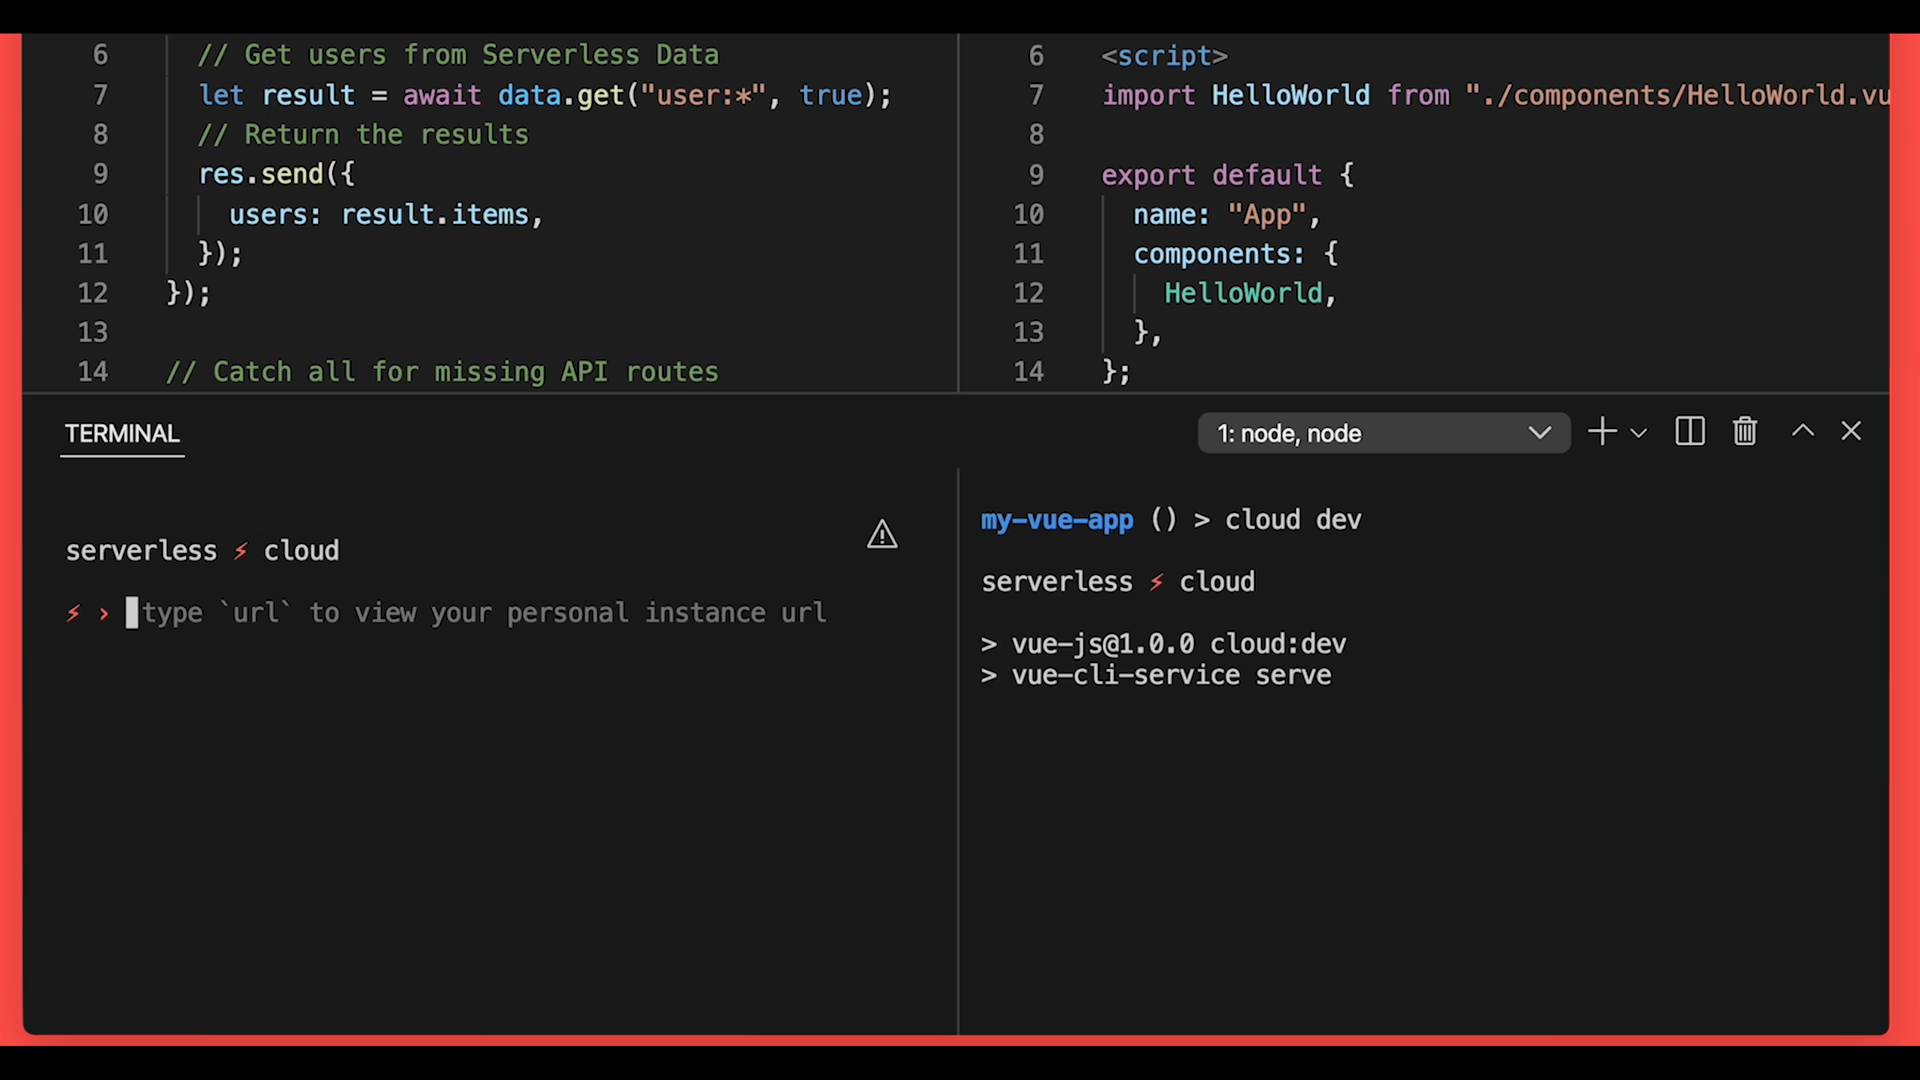 6 // Get users from Serverless Data
7 let result = await data.get("user:*", true);
8 // Return the results
9 res.send({
10 users: result.items,
11 });
12 });
13
14 // Catch all for missing API routes
6 <script>
7 import HelloWorld from "./components/HelloWorld.vu
8
9 export default {
10 name: "App",
11 components: {
12 HelloWorld,
13 },
14 };
TERMINAL
1: node, node
serverless ⚡ cloud
⚡ › type `url` to view your personal instance url
my-vue-app () > cloud dev
serverless ⚡ cloud
> vue-js@1.0.0 cloud:dev
> vue-cli-service serve